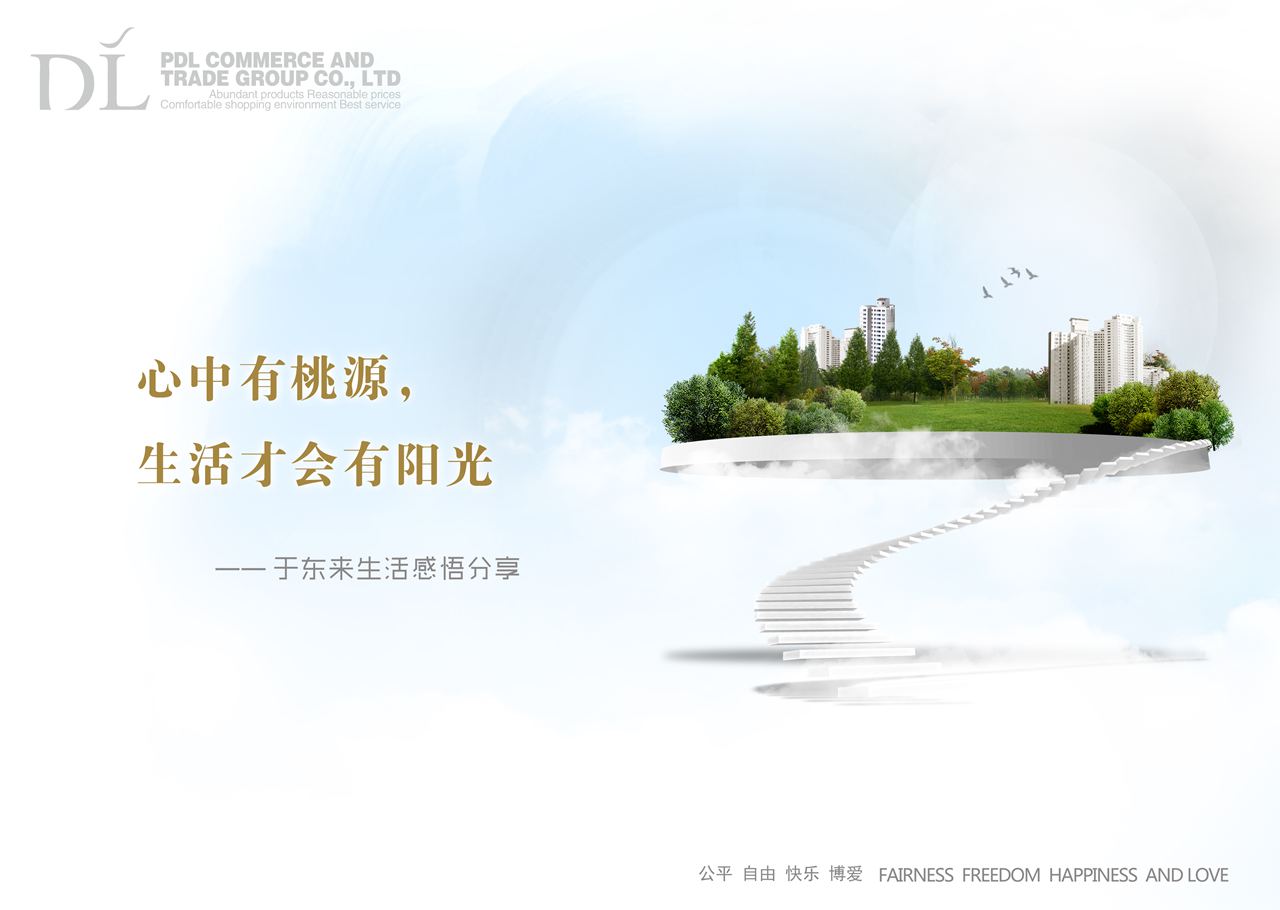 DL
PDL COMMERCE AND
TRADE GROUP CO., LTD
Abundant products Reasonable prices
Comfortable shopping environment Best service
心中有桃源，
生活才会有阳光
—— 于东来生活感悟分享
公平 自由 快乐 博爱 FAIRNESS FREEDOM HAPPINESS AND LOVE